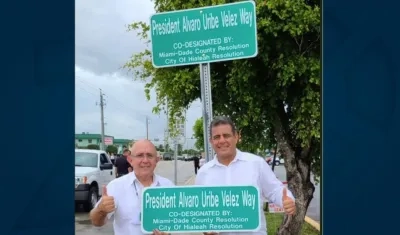 President Alvaro Uribe Velez Way
CO-DESIGNATED BY:
Miami-Dade County Resolution
City Of Hialeah Resolution
President Alvaro Uribe Velez Way
CO-DESIGNATED BY:
Miami-Dade County Resolution
City Of Hialeah Resolution